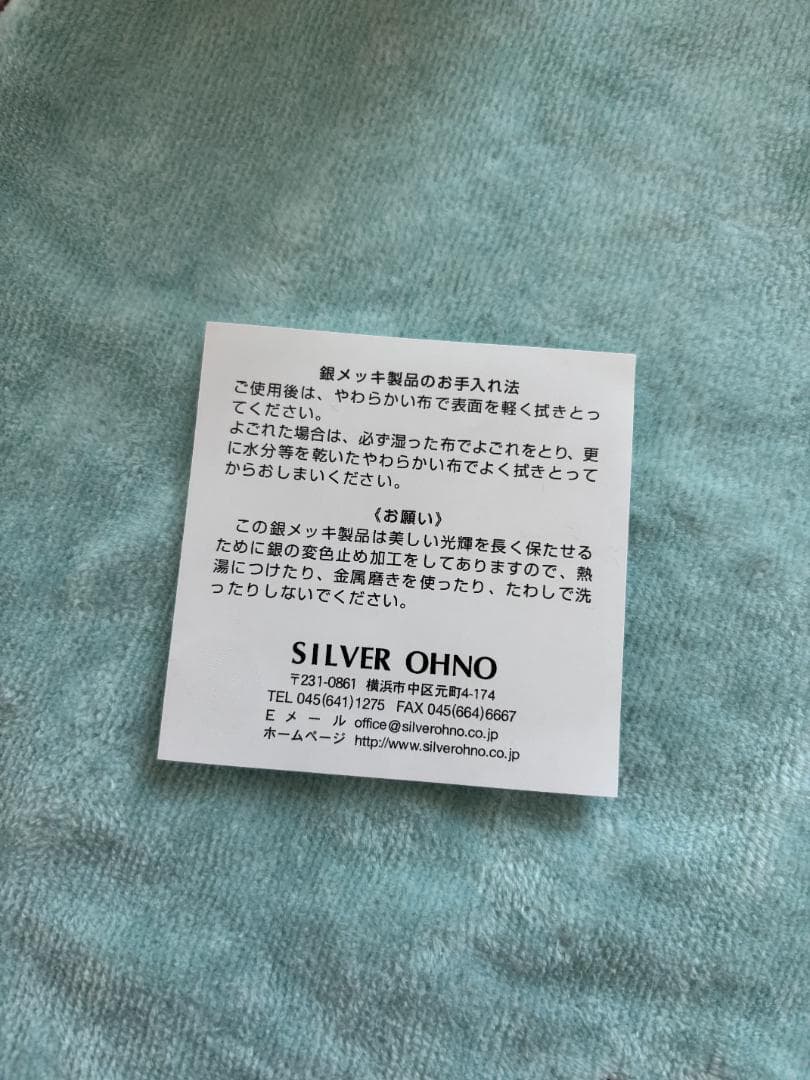 銀メッキ製品のお手入れ法
ご使用後は、やわらかい布で表面を軽く拭きとっ
てください。
よごれた場合は、必ず湿った布でよごれをとり、更
に水分等を乾いたやわらかい布でよく拭きとって
からおしまいください。
《お願い》
この銀メッキ製品は美しい光輝を長く保たせる
ために銀の変色止め加工をしてありますので、熱
湯につけたり、金属磨きを使ったり、たわしで洗
ったりしないでください。
SILVER OHNO
〒231-0861 横浜市中区元町4-174
TEL 045(641)1275 FAX 045(664)6667
Eメール office@silverohno.co.jp
ホームページ http://www.silverohno.co.jp